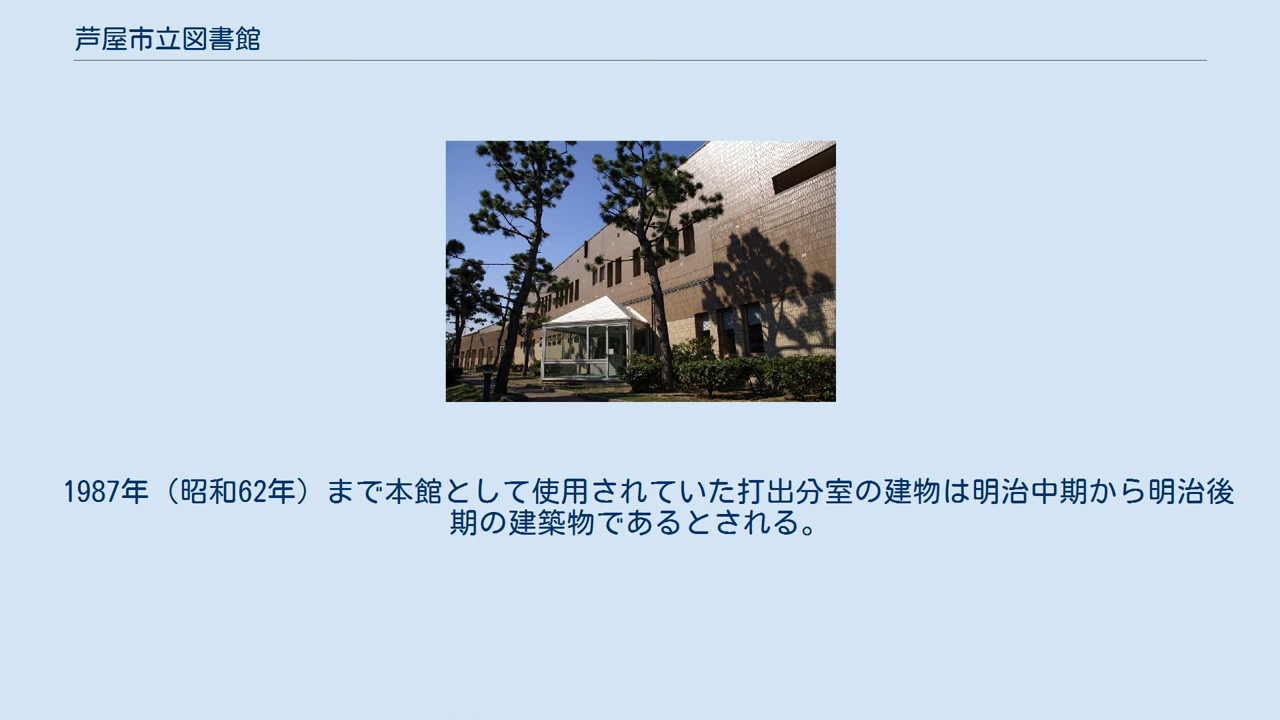 芦屋市立図書館
1987年（昭和62年）まで本館として使用されていた打出分室の建物は明治中期から明治後
期の建築物であるとされる。